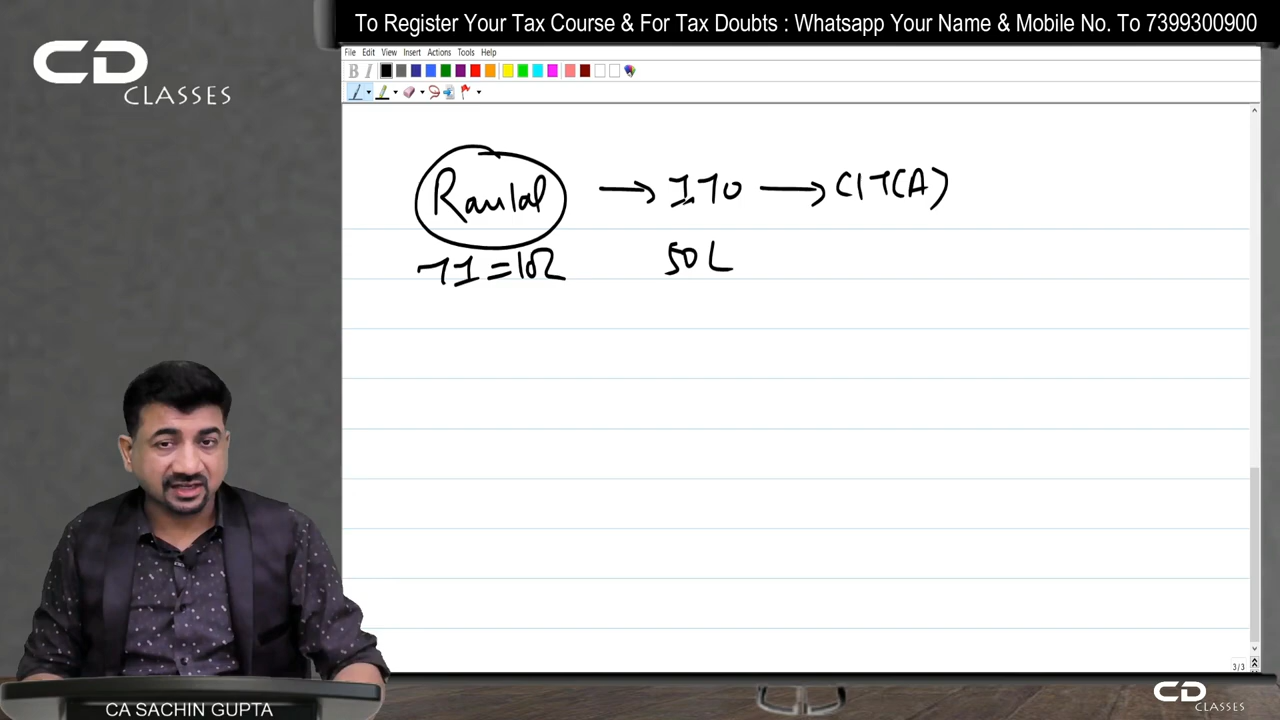 To Register Your Tax Course & For Tax Doubts : Whatsapp Your Name & Mobile No. To 7399300900
CD
CLASSES
File Edit View Insert Actions Tools Help
B I
Ramlal → ITO → CIT(A)
TI = 10L 50L
3/3
CA SACHIN GUPTA
CD
CLASSES